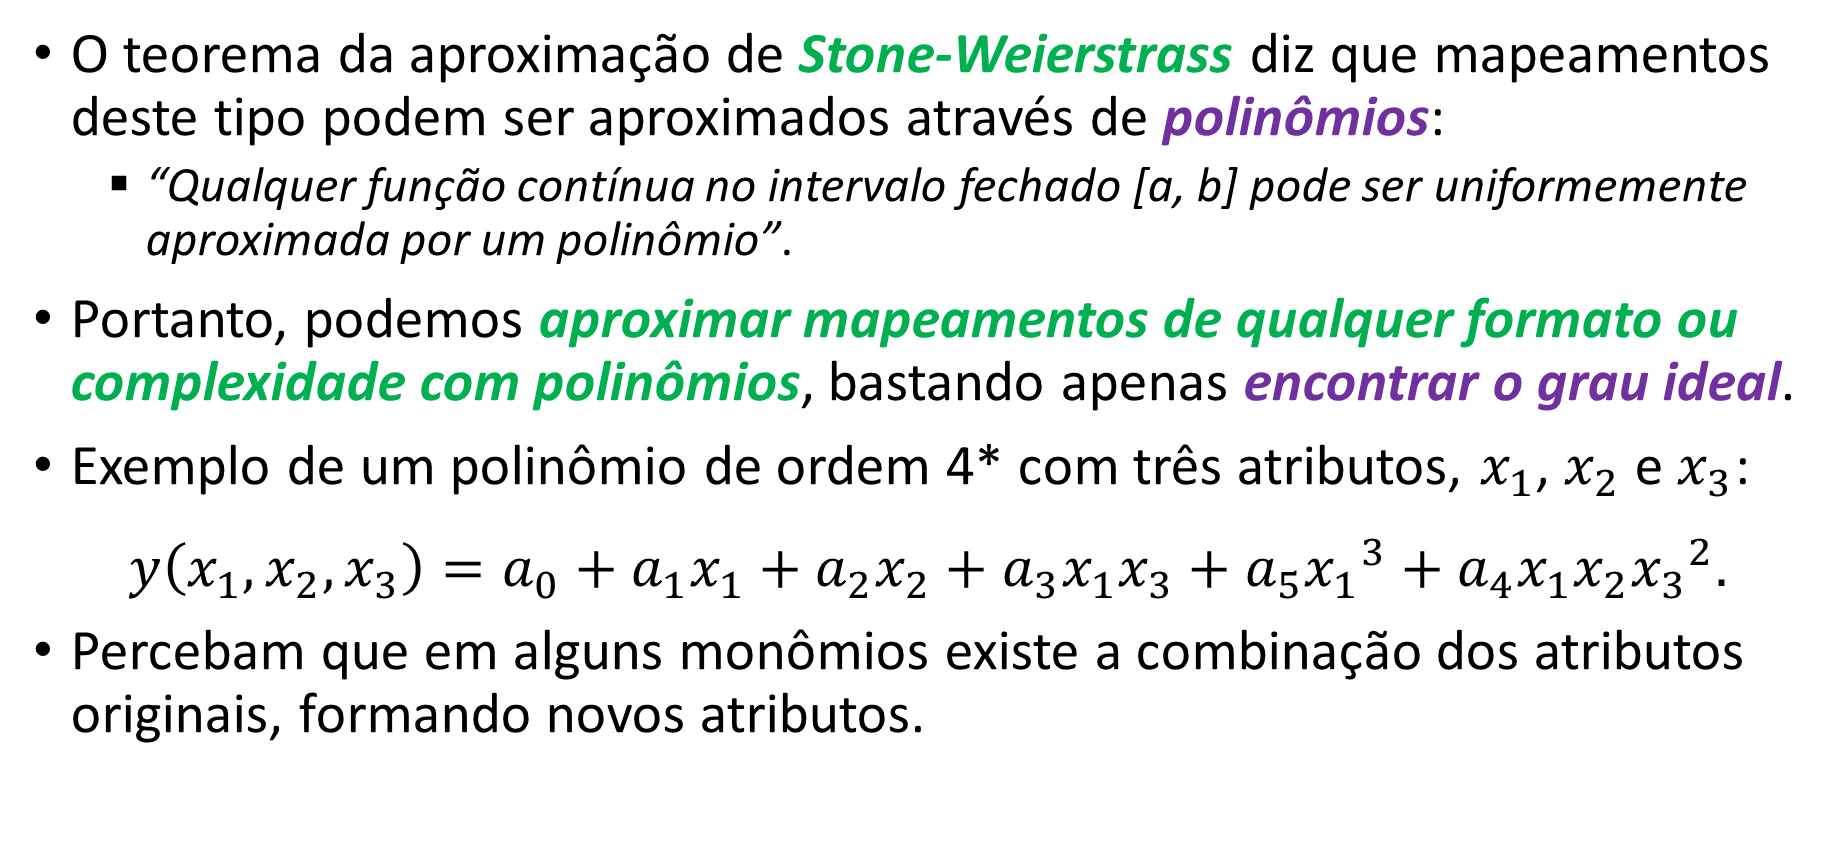 • O teorema da aproximação de Stone-Weierstrass diz que mapeamentos
deste tipo podem ser aproximados através de polinômios:
▪ “Qualquer função contínua no intervalo fechado [a, b] pode ser uniformemente
aproximada por um polinômio”.
• Portanto, podemos aproximar mapeamentos de qualquer formato ou
complexidade com polinômios, bastando apenas encontrar o grau ideal.
• Exemplo de um polinômio de ordem 4* com três atributos, x₁, x₂ e x₃:
y(x₁, x₂, x₃) = a₀ + a₁x₁ + a₂x₂ + a₃x₁x₃ + a₅x₁³ + a₄x₁x₂x₃².
• Percebam que em alguns monômios existe a combinação dos atributos
originais, formando novos atributos.